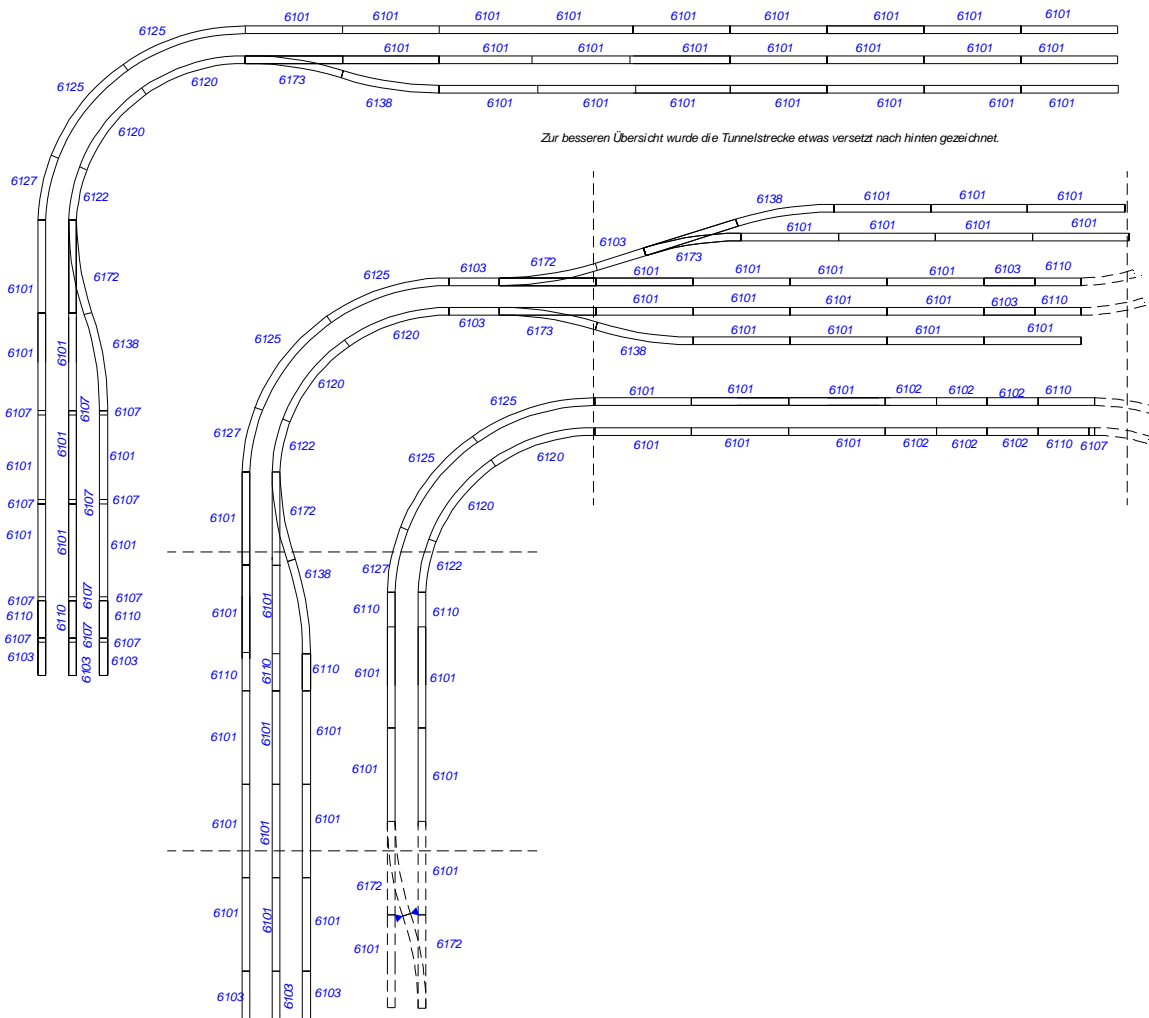 6101 6101 6101 6101 6101 6101 6101 6101 6101
6125
6101 6101 6101 6101 6101 6101 6101
6120 6173
6125
6138 6101 6101 6101 6101 6101 6101 6101
6120
Zur besseren Übersicht wurde die Tunnelstrecke etwas versetzt nach hinten gezeichnet.
6127 6122
6138 6101 6101 6101
6101 6101 6101 6101
6172 6103 6173
6125 6103 6101 6101 6101 6101 6103 6110
6172
6101
6101 6101 6101 6101 6103 6110
6120 6173
6125
6101 6101 6101 6101
6138
6138
6101 6101
6120
6125 6101 6101 6101 6102 6102 6102 6110
6107 6107 6107
6125 6120 6101 6101 6101 6102 6102 6102 6110 6107
6127 6122
6101 6101 6101
6101 6172 6120
6107 6107 6107
6101 6101 6101
6127 6122
6138
6107 6107 6107
6110 6110 6110
6101 6101
6110 6110
6107 6107 6107
6103 6103 6103
6110 6110 6110
6101 6101
6101 6101 6101
6101 6101
6101 6101 6101
6172 6101
6101 6101 6101
6101 6172
6103 6103 6103